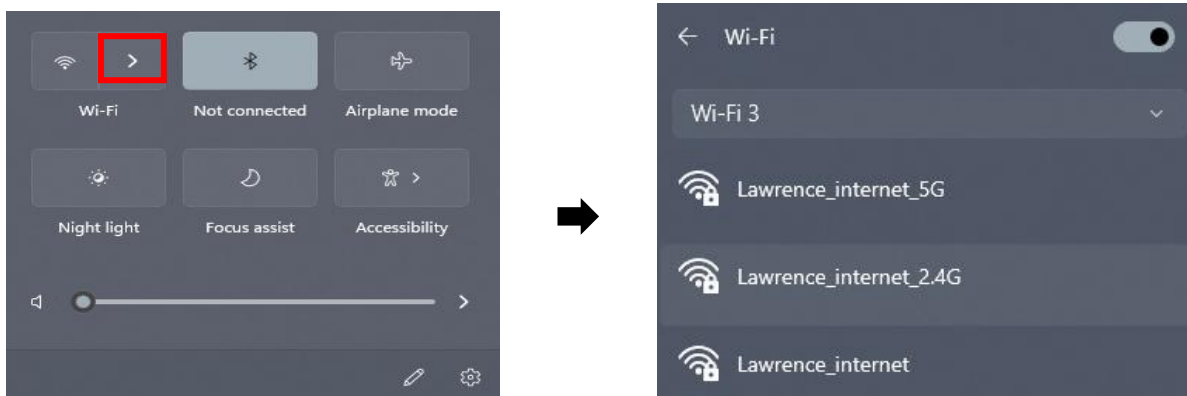 Wi-Fi
Not connected
Airplane mode
Night light
Focus assist
Accessibility
Wi-Fi
Wi-Fi 3
Lawrence_internet_5G
Lawrence_internet_2.4G
Lawrence_internet